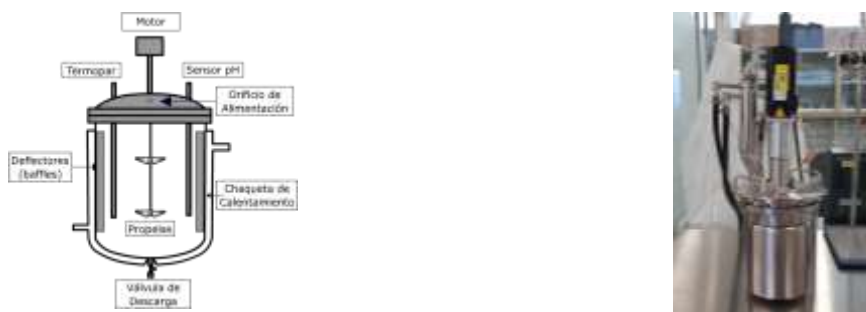 Motor
Termopar
Sensor pH
Orificio de
Alimentación
Deflectores
(baffles)
Chaqueta de
Calentamiento
Propelas
Válvula de
Descarga